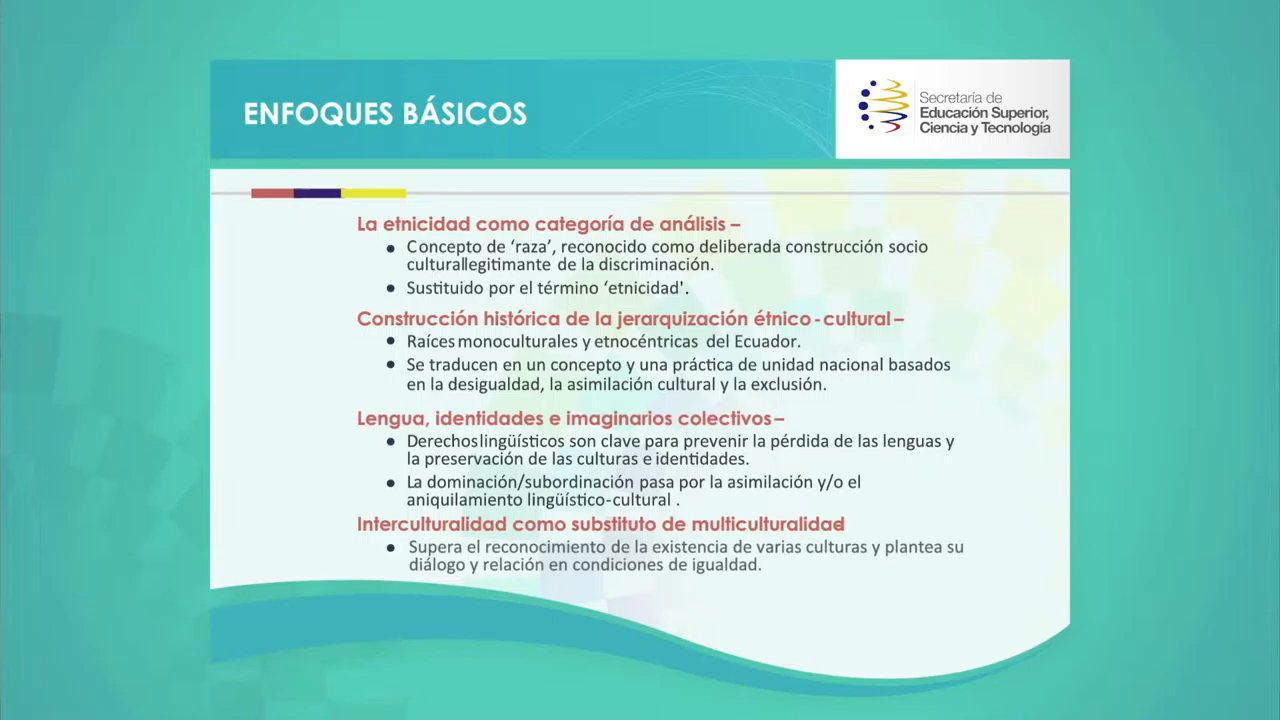 ENFOQUES BÁSICOS
Secretaría de
Educación Superior,
Ciencia y Tecnología
La etnicidad como categoría de análisis –
● Concepto de ‘raza’, reconocido como deliberada construcción socio
culturallegitimante de la discriminación.
● Sustituido por el término ‘etnicidad'.
Construcción histórica de la jerarquización étnico-cultural –
● Raíces monoculturales y etnocéntricas del Ecuador.
● Se traducen en un concepto y una práctica de unidad nacional basados
en la desigualdad, la asimilación cultural y la exclusión.
Lengua, identidades e imaginarios colectivos –
● Derechos lingüísticos son clave para prevenir la pérdida de las lenguas y
la preservación de las culturas e identidades.
● La dominación/subordinación pasa por la asimilación y/o el
aniquilamiento lingüístico-cultural .
Interculturalidad como substituto de multiculturalidad
● Supera el reconocimiento de la existencia de varias culturas y plantea su
diálogo y relación en condiciones de igualdad.